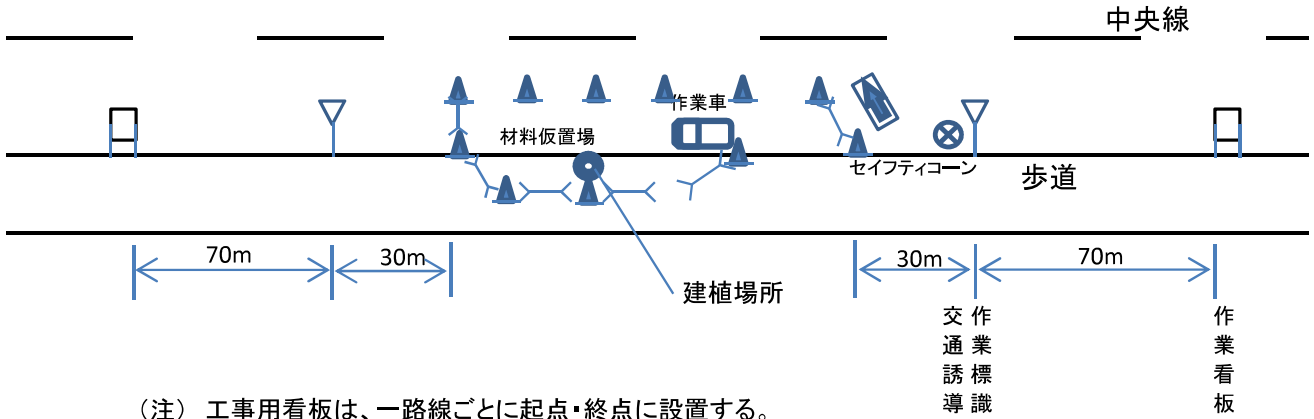 中央線
作業車
材料仮置場
セイフティコーン
歩道
70m
30m
30m
70m
建植場所
交通誘導
作業標識
作業看板
（注） 工事用看板は、一路線ごとに起点・終点に設置する。